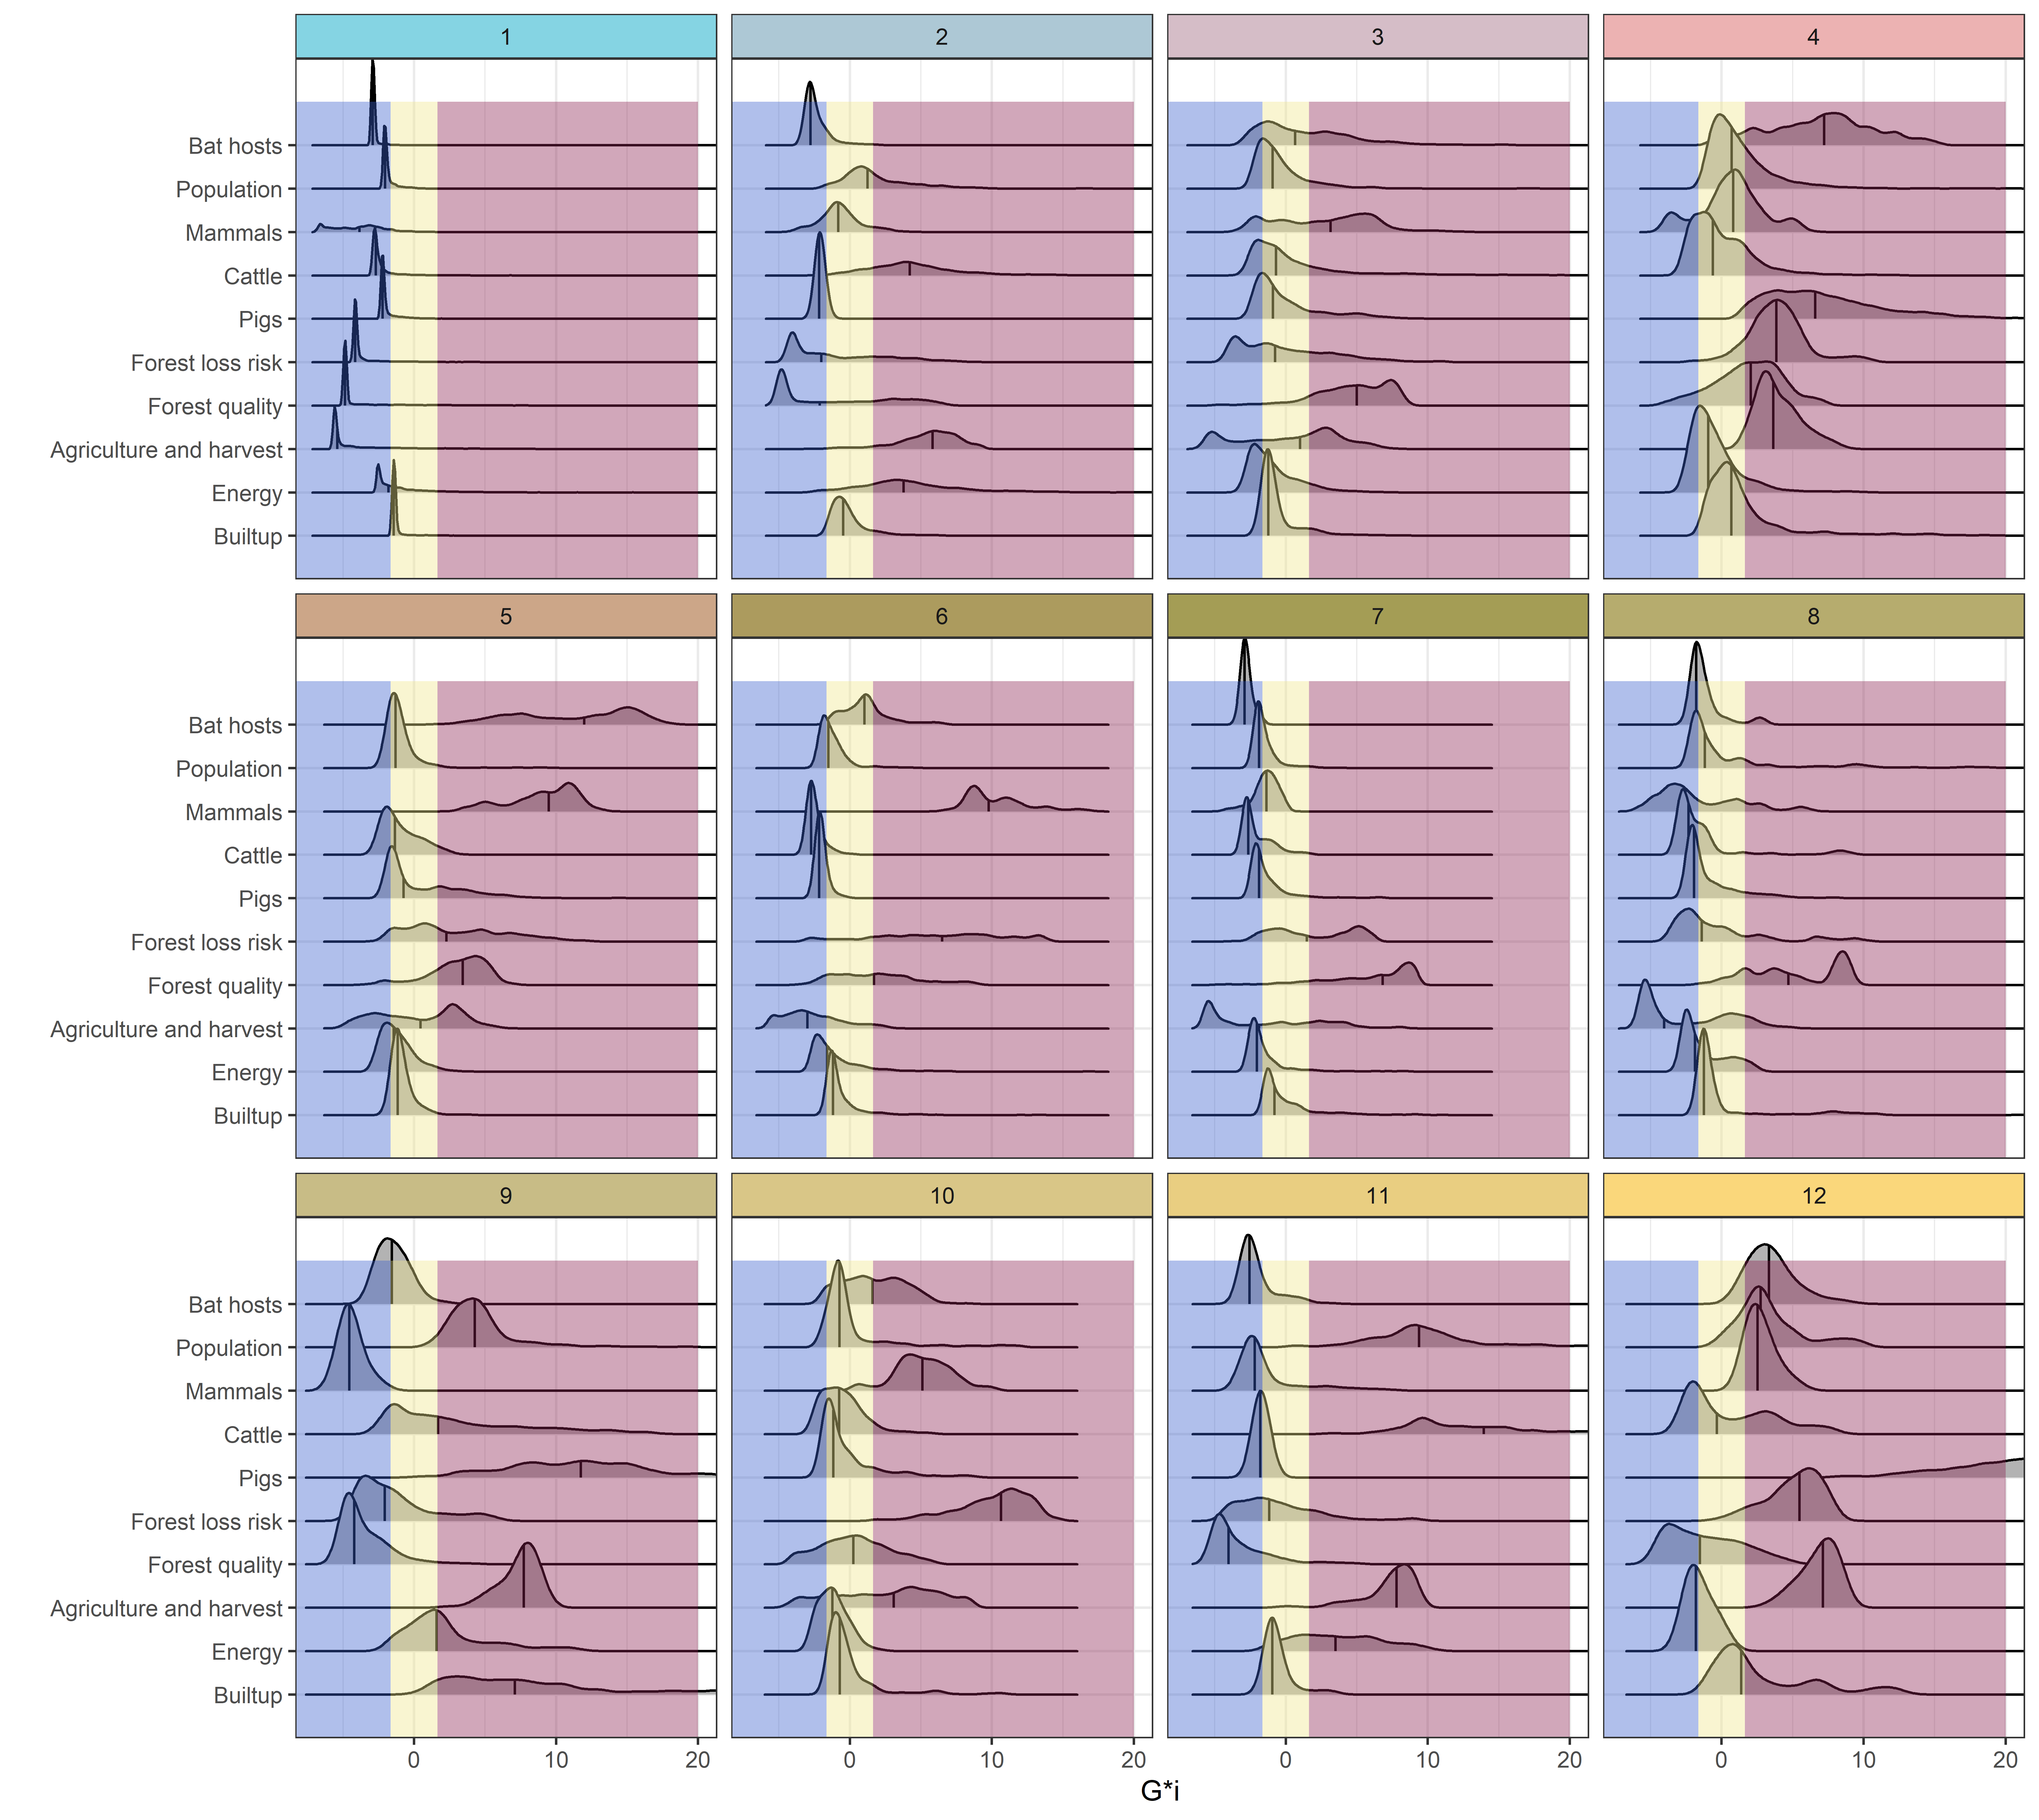 1 2 3 4
Bat hosts
Population
Mammals
Cattle
Pigs
Forest loss risk
Forest quality
Agriculture and harvest
Energy
Builtup
5 6 7 8
Bat hosts
Population
Mammals
Cattle
Pigs
Forest loss risk
Forest quality
Agriculture and harvest
Energy
Builtup
9 10 11 12
Bat hosts
Population
Mammals
Cattle
Pigs
Forest loss risk
Forest quality
Agriculture and harvest
Energy
Builtup
0 10 20 0 10 20 0 10 20 0 10 20
G*i